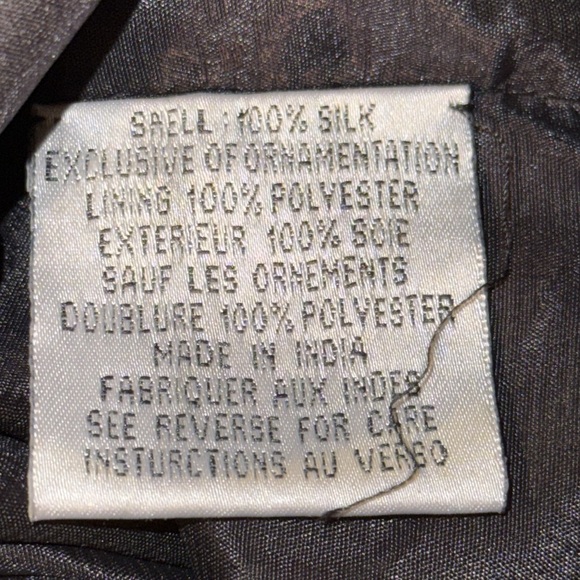 SHELL : 100% SILK
EXCLUSIVE OF ORNAMENTATION
LINING 100% POLYESTER
EXTERIEUR 100% SOIE
SAUF LES ORNEMENTS
DOUBLURE 100% POLYESTER
MADE IN INDIA
FABRIQUER AUX INDES
SEE REVERSE FOR CARE
INSTURCTIONS AU VERSO